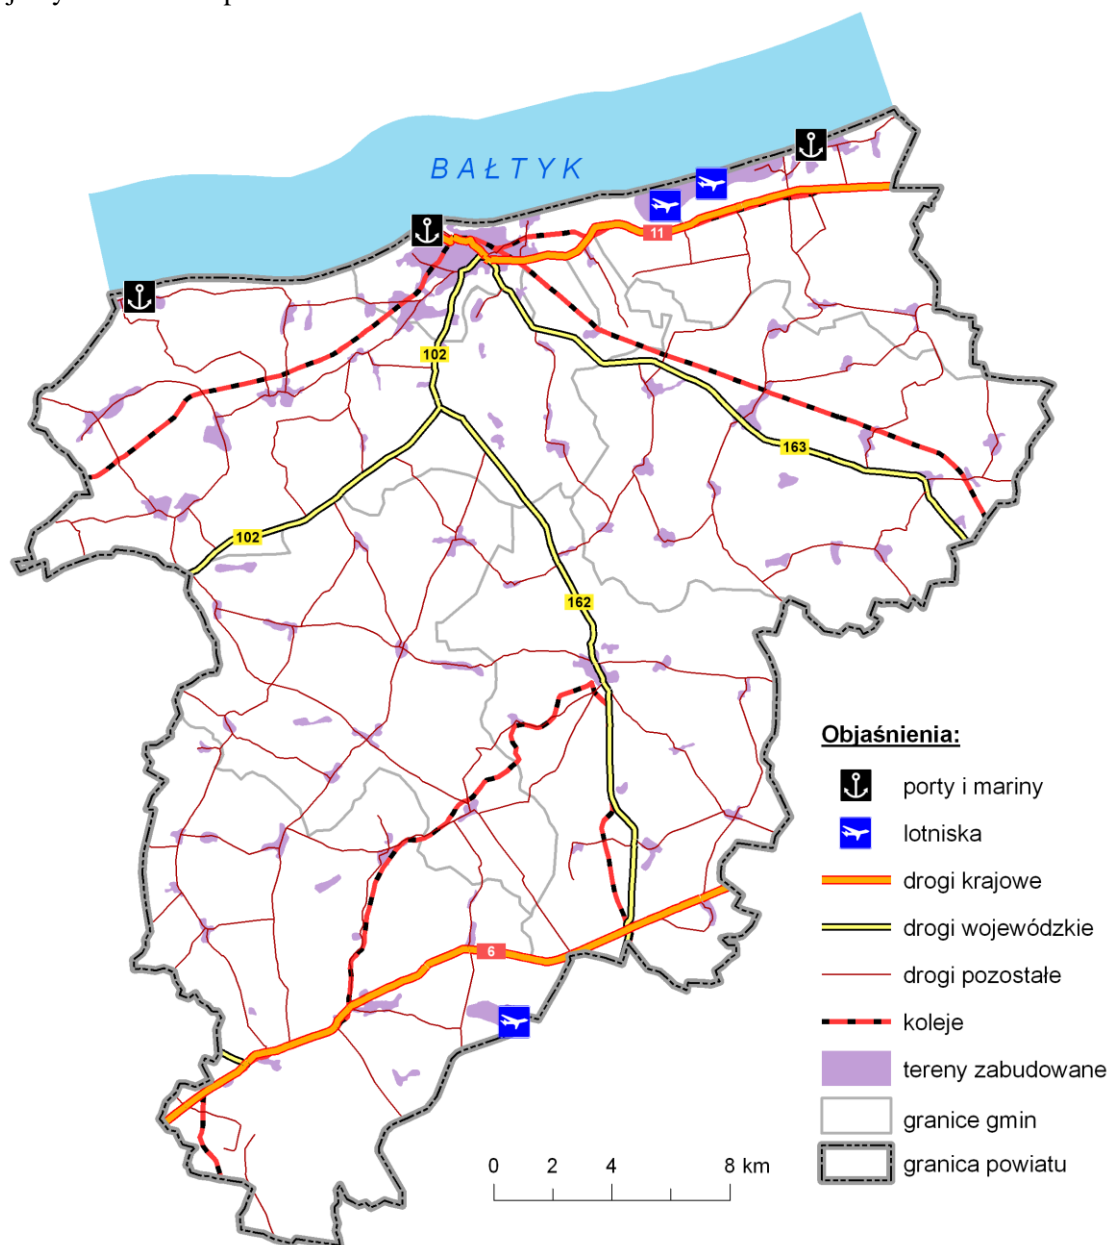 BAŁTYK
11
102
163
102
162
6
Objaśnienia:
porty i mariny
lotniska
drogi krajowe
drogi wojewódzkie
drogi pozostałe
koleje
tereny zabudowane
granice gmin
granica powiatu
0 2 4 8 km